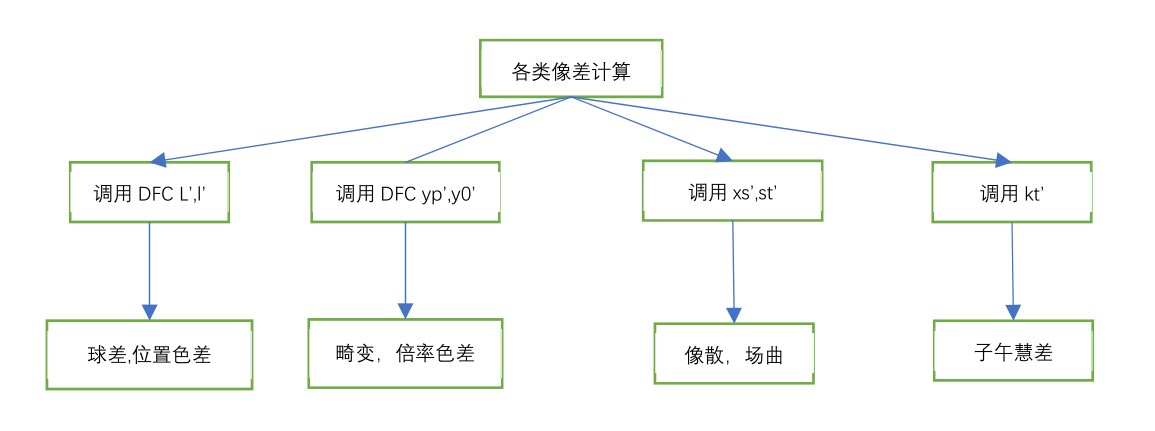 各类像差计算
调用 DFC L’,l’
调用 DFC yp’,y0’
调用 xs’,st’
调用 kt’
球差,位置色差
畸变，倍率色差
像散，场曲
子午慧差